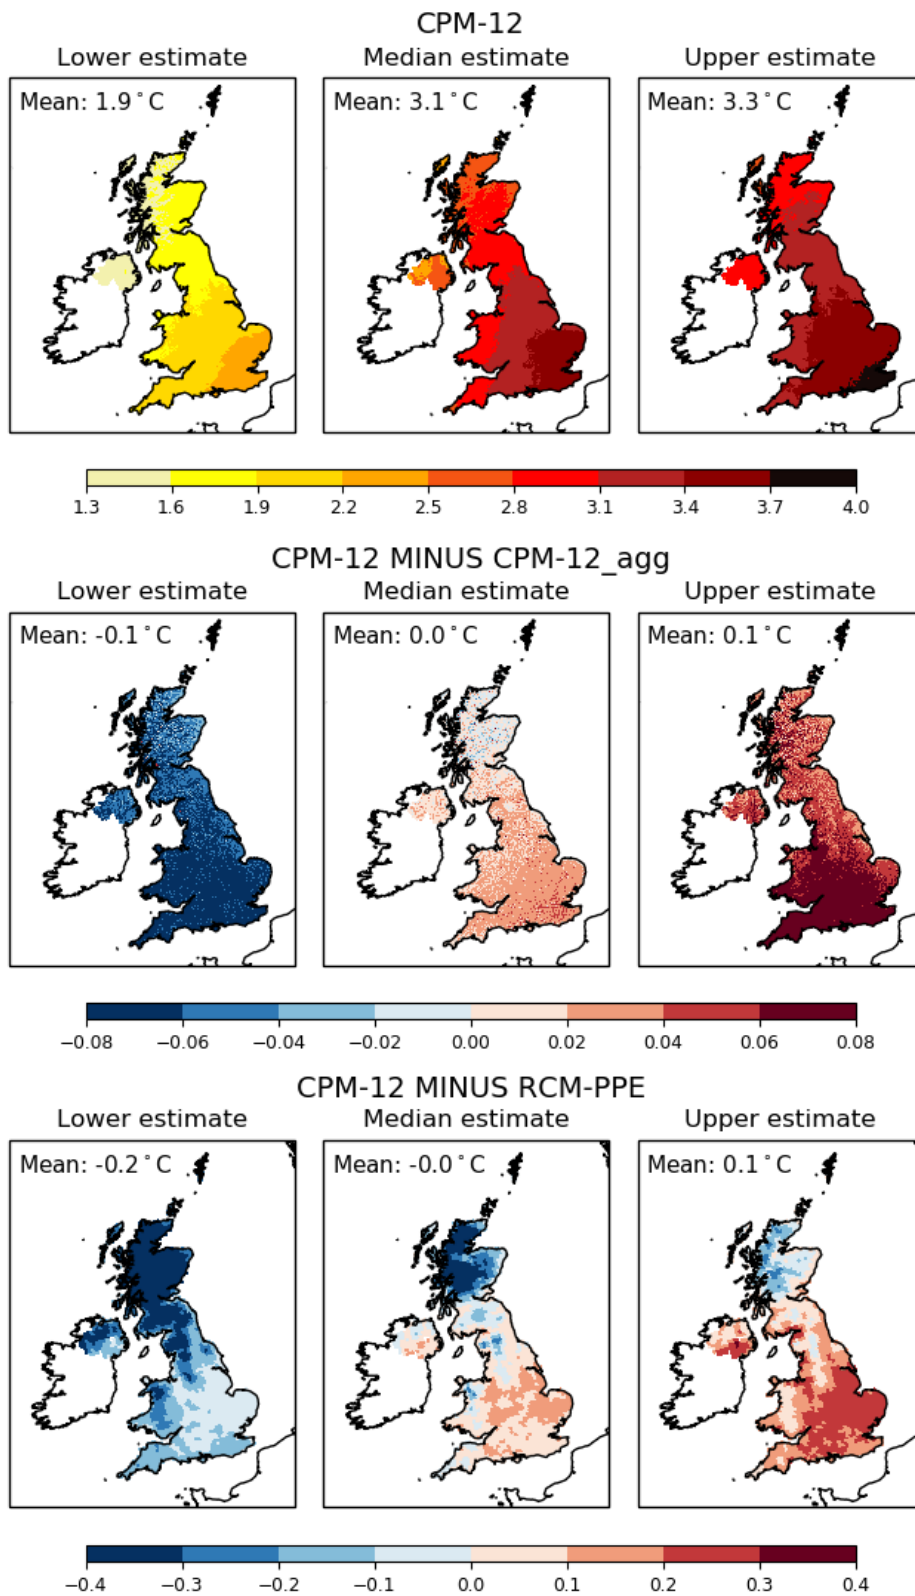 CPM-12
Lower estimate Median estimate Upper estimate
Mean: 1.9°C Mean: 3.1°C Mean: 3.3°C
1.3 1.6 1.9 2.2 2.5 2.8 3.1 3.4 3.7 4.0
CPM-12 MINUS CPM-12_agg
Lower estimate Median estimate Upper estimate
Mean: -0.1°C Mean: 0.0°C Mean: 0.1°C
−0.08 −0.06 −0.04 −0.02 0.00 0.02 0.04 0.06 0.08
CPM-12 MINUS RCM-PPE
Lower estimate Median estimate Upper estimate
Mean: -0.2°C Mean: -0.0°C Mean: 0.1°C
−0.4 −0.3 −0.2 −0.1 0.0 0.1 0.2 0.3 0.4